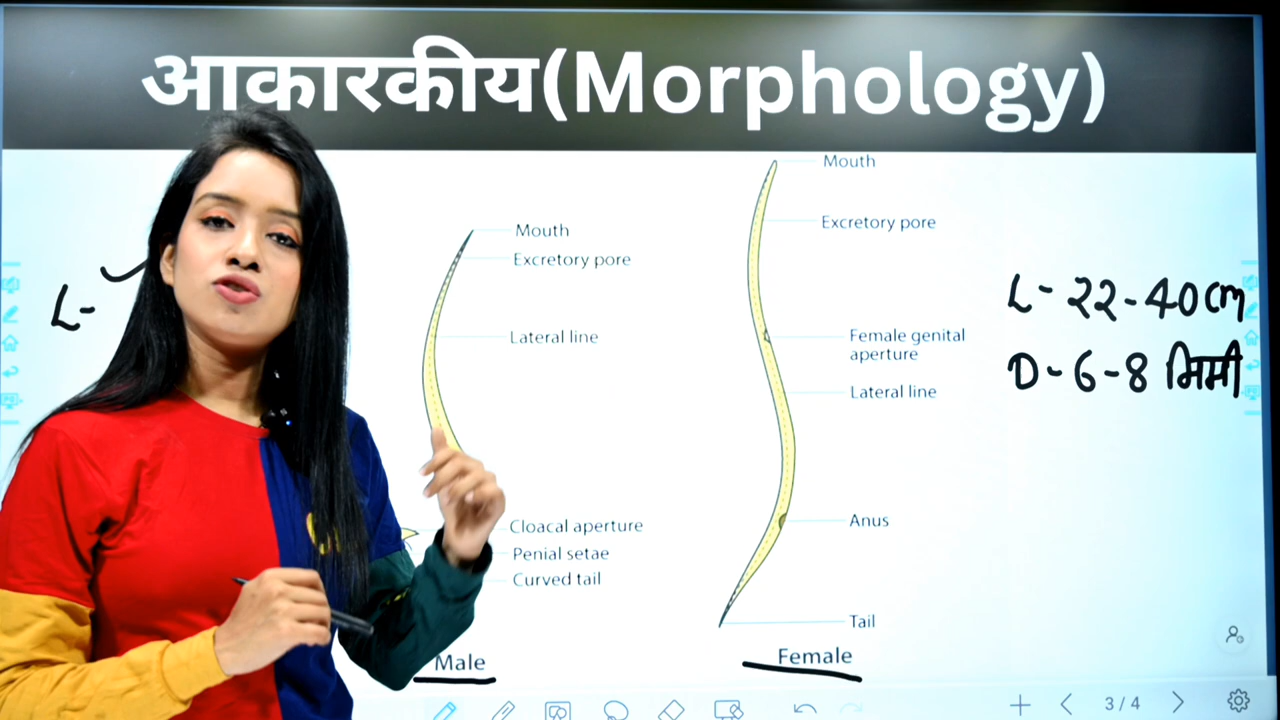 आकारकीय(Morphology)
L-
Mouth
Excretory pore
Lateral line
Cloacal aperture
Penial setae
Curved tail
Male
Mouth
Excretory pore
Female genital
aperture
Lateral line
Anus
Tail
Female
L- 22-40cm
D-6-8 मिमी
3/4